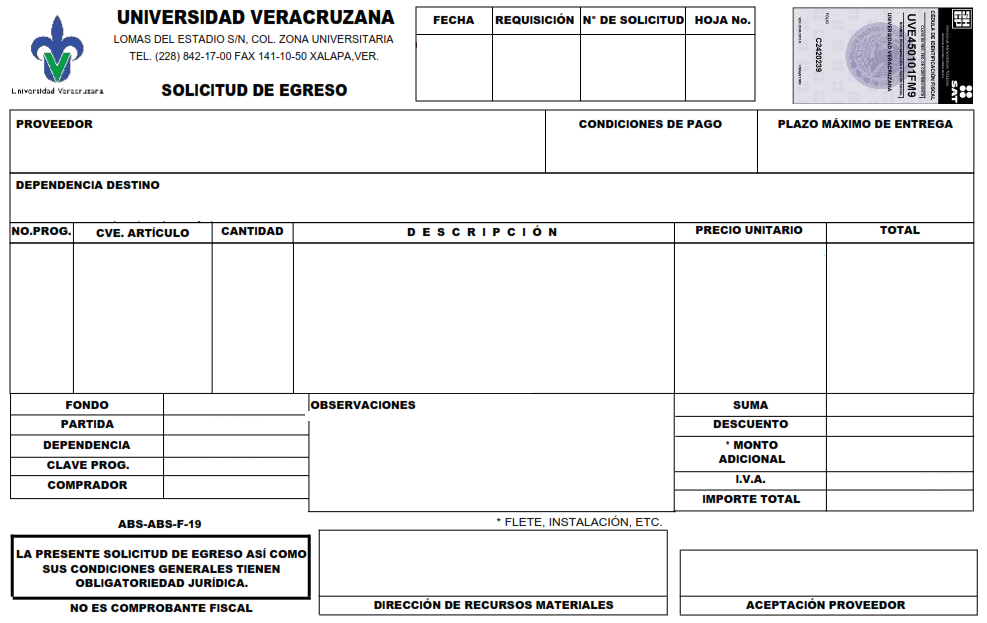 UNIVERSIDAD VERACRUZANA
LOMAS DEL ESTADIO S/N, COL. ZONA UNIVERSITARIA
TEL. (228) 842-17-00 FAX 141-10-50 XALAPA,VER.
SOLICITUD DE EGRESO
Universidad Veracruzana
FECHA
REQUISICIÓN
N° DE SOLICITUD
HOJA No.
SAT
CÉDULA DE IDENTIFICACIÓN FISCAL
UVE450101FM9
UNIVERSIDAD VERACRUZANA
FOLIO
C2420239
PROVEEDOR
CONDICIONES DE PAGO
PLAZO MÁXIMO DE ENTREGA
DEPENDENCIA DESTINO
NO.PROG.
CVE. ARTÍCULO
CANTIDAD
D E S C R I P C I Ó N
PRECIO UNITARIO
TOTAL
FONDO
PARTIDA
DEPENDENCIA
CLAVE PROG.
COMPRADOR
OBSERVACIONES
SUMA
DESCUENTO
* MONTO
ADICIONAL
I.V.A.
IMPORTE TOTAL
ABS-ABS-F-19
* FLETE, INSTALACIÓN, ETC.
LA PRESENTE SOLICITUD DE EGRESO ASÍ COMO
SUS CONDICIONES GENERALES TIENEN
OBLIGATORIEDAD JURÍDICA.
NO ES COMPROBANTE FISCAL
DIRECCIÓN DE RECURSOS MATERIALES
ACEPTACIÓN PROVEEDOR